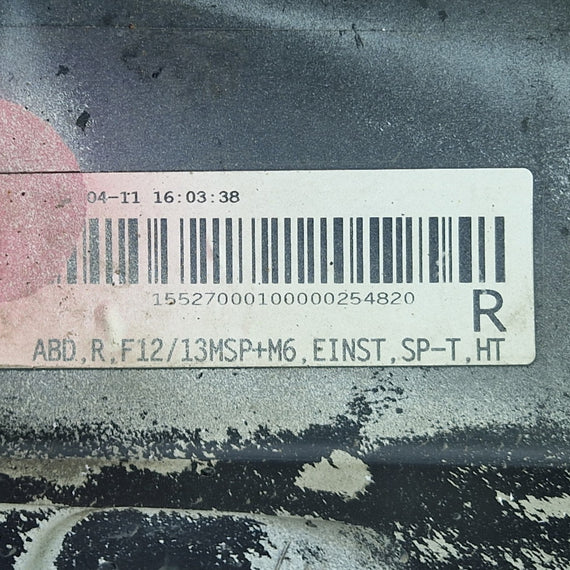 04-11 16:03:38
15527000100000254820
R
ABD,R,F12/13MSP+M6,EINST,SP-T,HT